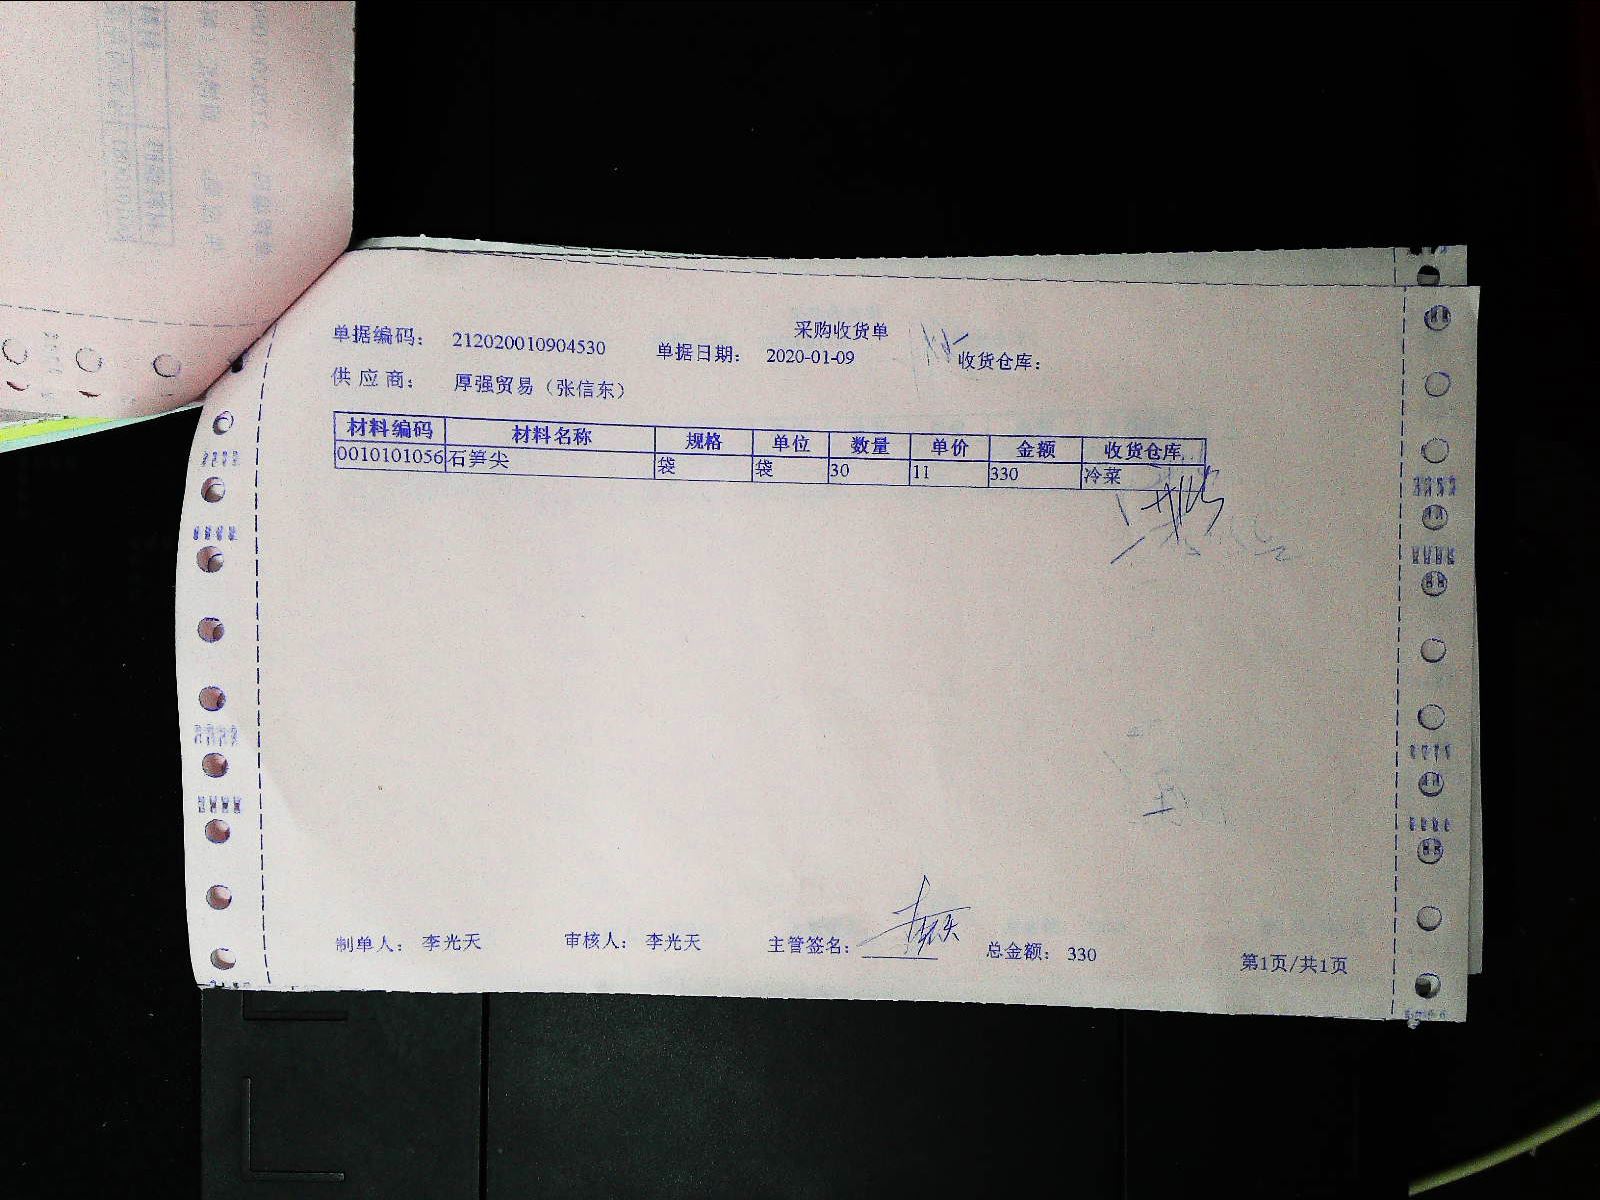 采购收货单
单据编码： 212020010904530 单据日期： 2020-01-09 收货仓库：
供 应 商： 厚强贸易（张信东）
材料编码 材料名称 规格 单位 数量 单价 金额 收货仓库
0010101056 石笋尖 袋 袋 30 11 330 冷菜
制单人： 李光天 审核人： 李光天 主管签名： 总金额： 330 第1页/共1页